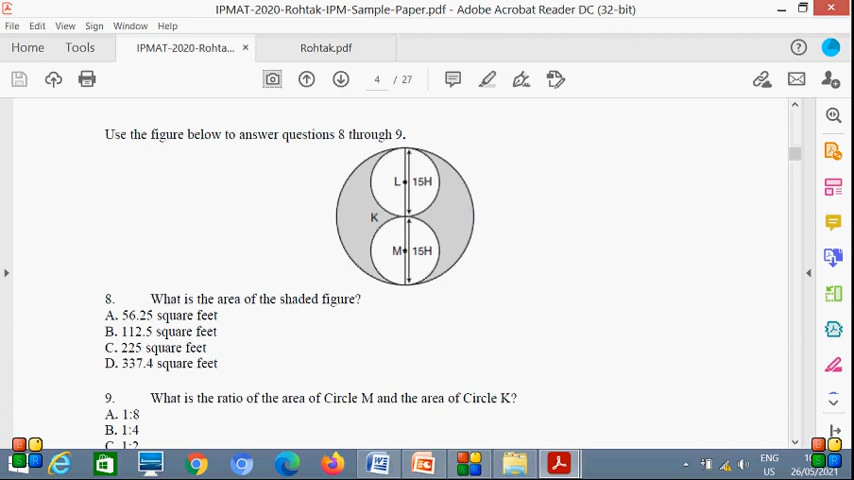 IPMAT-2020-Rohtak-IPM-Sample-Paper.pdf - Adobe Acrobat Reader DC (32-bit)
File Edit View Sign Window Help
Home Tools IPMAT-2020-Rohta... × Rohtak.pdf
4 / 27
Use the figure below to answer questions 8 through 9.
L 15H
K
M 15H
8. What is the area of the shaded figure?
A. 56.25 square feet
B. 112.5 square feet
C. 225 square feet
D. 337.4 square feet
9. What is the ratio of the area of Circle M and the area of Circle K?
A. 1:8
B. 1:4
C. 1:2
ENG
US
26/05/2021